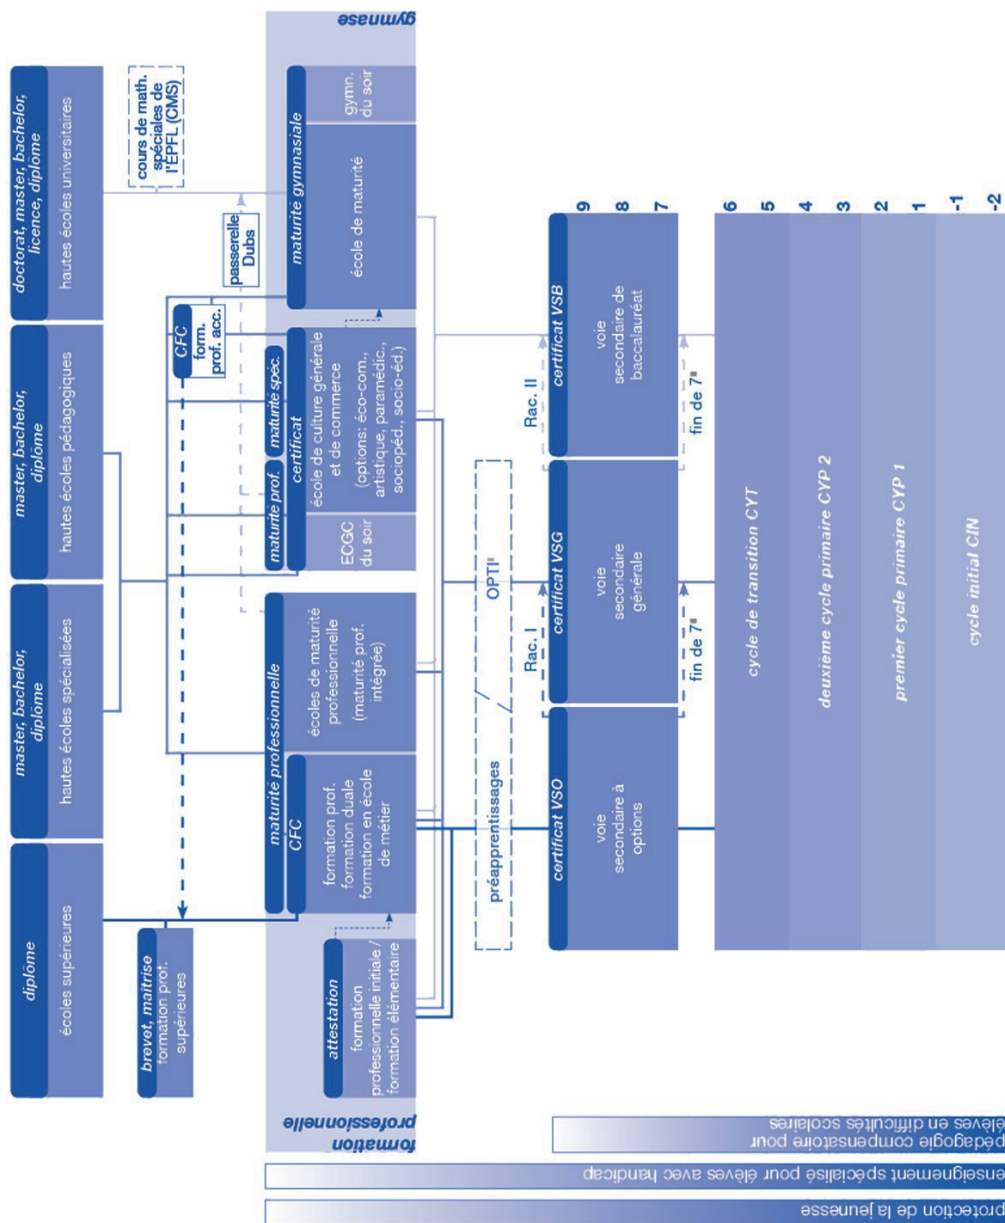 doctorat, master, bachelor,
licence, diplôme
hautes écoles universitaires
master, bachelor,
diplôme
hautes écoles pédagogiques
master, bachelor,
diplôme
hautes écoles spécialisées
diplôme
écoles supérieures
cours de math.
spéciales de
l'EPFL (CMS)
passerelle
Dubs
CFC
form.
prof. acc.
brevet, maîtrise
formation prof.
supérieures
gymnase
formation
professionnelle
maturité gymnasiale
gymn.
du soir
école de maturité
maturité spéc.
maturité prof.
certificat
école de culture générale
et de commerce
(options: éco-com.,
artistique, paramédic.,
sociopéd., socio-éd.)
ECGC
du soir
maturité professionnelle
écoles de maturité
professionnelle
(maturité prof.
intégrée)
CFC
formation prof.
formation duale
formation en école
de métier
attestation
formation
professionnelle initiale /
formation élémentaire
préapprentissages
OPTI
certificat VSB
voie
secondaire de
baccalauréat
certificat VSG
voie
secondaire
générale
certificat VSO
voie
secondaire à
options
Rac. II
Rac. I
fin de 7
fin de 7
9
8
7
6
5
4
3
2
1
-1
-2
cycle de transition CYT
deuxième cycle primaire CYP 2
premier cycle primaire CYP 1
cycle initial CIN
pédagogie compensatoire pour
élèves en difficultés scolaires
enseignement spécialisé pour élèves avec handicap
protection de la jeunesse